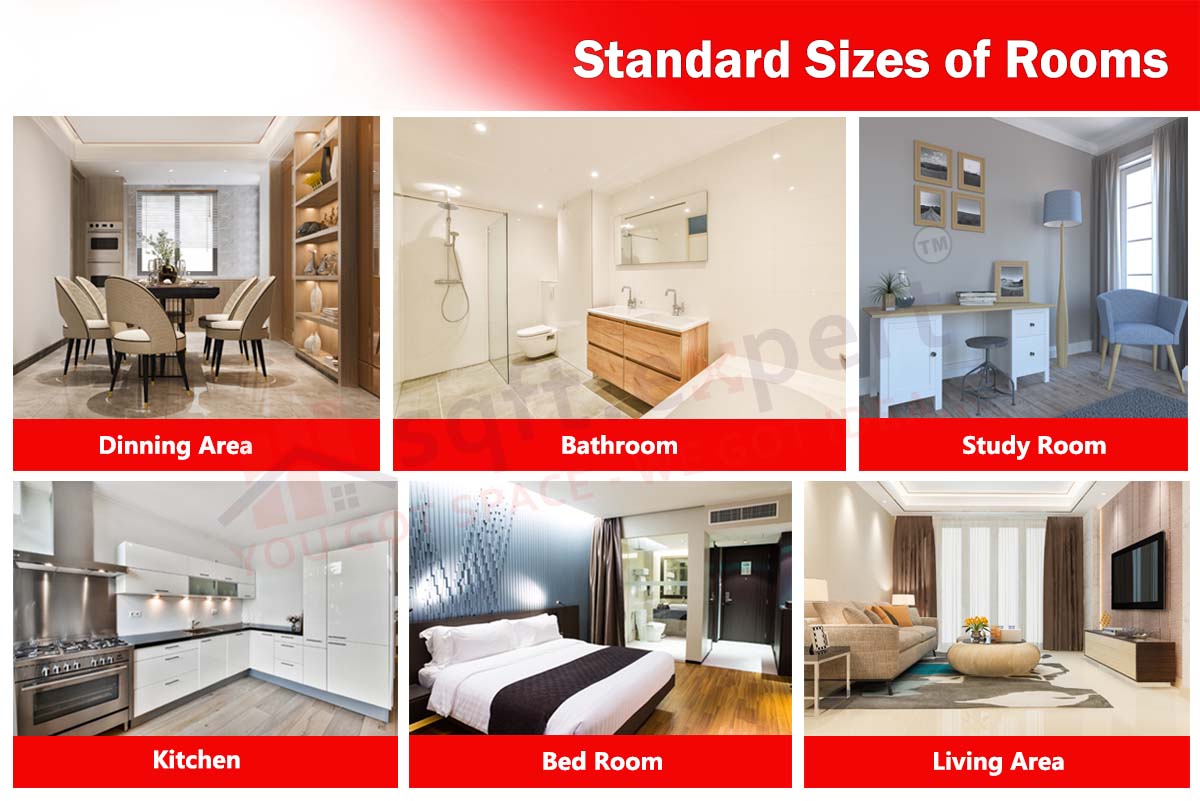 Standard Sizes of Rooms
TM
sqft expert
YOU GOT SPACE - WE GOT IDEA
Dinning Area
Bathroom
Study Room
Kitchen
Bed Room
Living Area